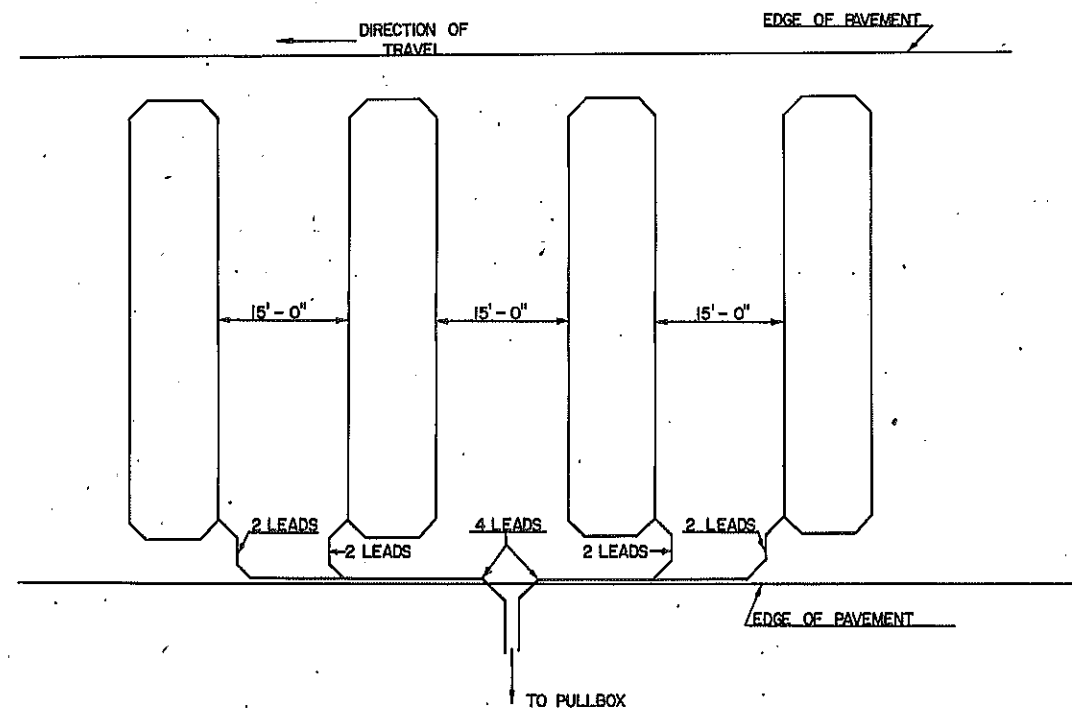 DIRECTION OF
TRAVEL
EDGE OF PAVEMENT
15'-0"
15'-0"
15'-0"
2 LEADS
4 LEADS
2 LEADS
2 LEADS
2 LEADS
EDGE OF PAVEMENT
TO PULLBOX